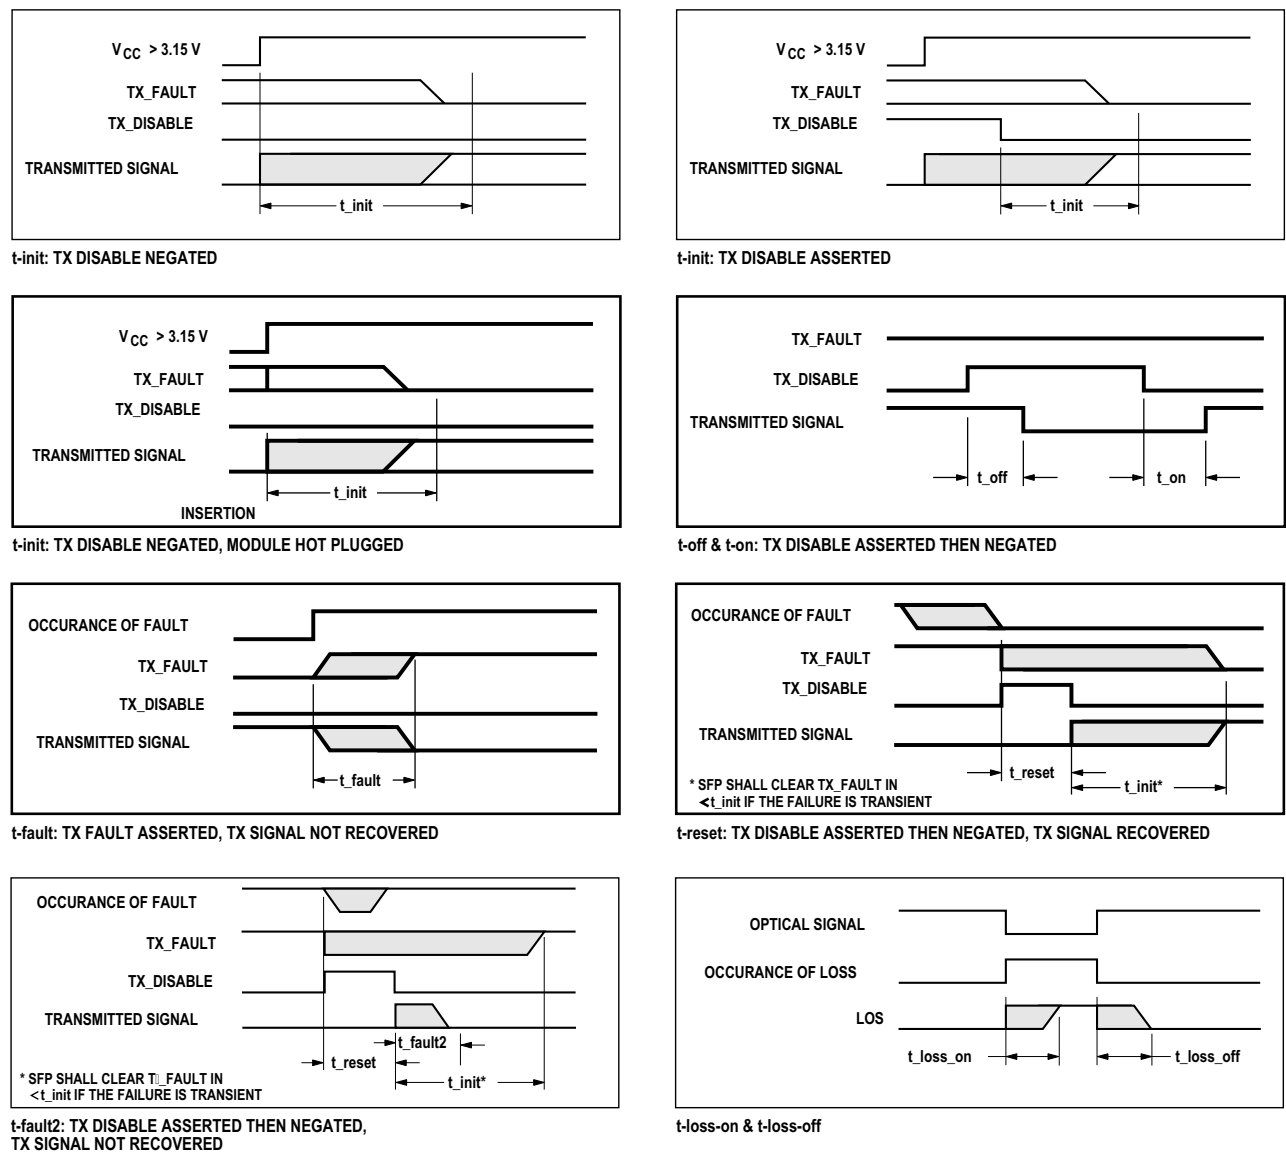 V CC > 3.15 V
TX_FAULT
TX_DISABLE
TRANSMITTED SIGNAL
t_init
t-init: TX DISABLE NEGATED
V CC > 3.15 V
TX_FAULT
TX_DISABLE
TRANSMITTED SIGNAL
t_init
t-init: TX DISABLE ASSERTED
V CC > 3.15 V
TX_FAULT
TX_DISABLE
TRANSMITTED SIGNAL
t_init
INSERTION
t-init: TX DISABLE NEGATED, MODULE HOT PLUGGED
TX_FAULT
TX_DISABLE
TRANSMITTED SIGNAL
t_off
t_on
t-off & t-on: TX DISABLE ASSERTED THEN NEGATED
OCCURANCE OF FAULT
TX_FAULT
TX_DISABLE
TRANSMITTED SIGNAL
t_fault
t-fault: TX FAULT ASSERTED, TX SIGNAL NOT RECOVERED
OCCURANCE OF FAULT
TX_FAULT
TX_DISABLE
TRANSMITTED SIGNAL
t_reset
t_init*
* SFP SHALL CLEAR TX_FAULT IN
< t_init IF THE FAILURE IS TRANSIENT
t-reset: TX DISABLE ASSERTED THEN NEGATED, TX SIGNAL RECOVERED
OCCURANCE OF FAULT
TX_FAULT
TX_DISABLE
TRANSMITTED SIGNAL
t_fault2
t_reset
t_init*
* SFP SHALL CLEAR T▯_FAULT IN
< t_init IF THE FAILURE IS TRANSIENT
t-fault2: TX DISABLE ASSERTED THEN NEGATED,
TX SIGNAL NOT RECOVERED
OPTICAL SIGNAL
OCCURANCE OF LOSS
LOS
t_loss_on
t_loss_off
t-loss-on & t-loss-off